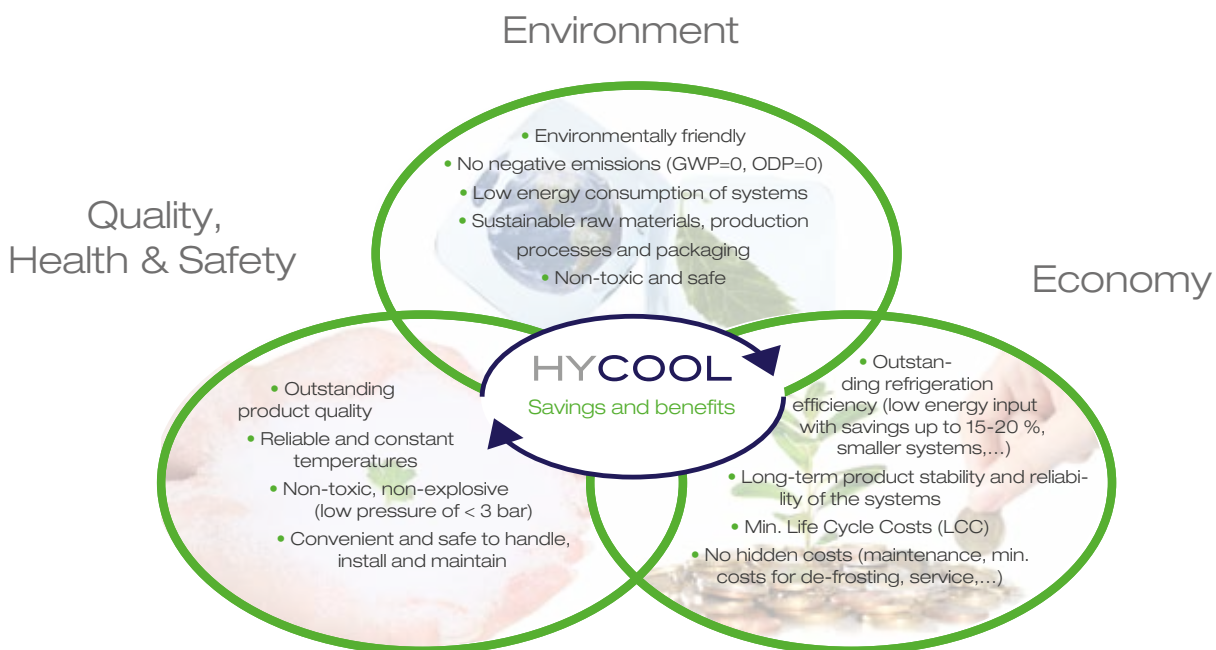 Environment
• Environmentally friendly
• No negative emissions (GWP=0, ODP=0)
• Low energy consumption of systems
• Sustainable raw materials, production
processes and packaging
• Non-toxic and safe
Quality,
Health & Safety
Economy
HYCOOL
Savings and benefits
• Outstanding
product quality
• Reliable and constant
temperatures
• Non-toxic, non-explosive
(low pressure of < 3 bar)
• Convenient and safe to handle,
install and maintain
• Outstan-
ding refrigeration
efficiency (low energy input
with savings up to 15-20 %,
smaller systems,…)
• Long-term product stability and reliabi-
lity of the systems
• Min. Life Cycle Costs (LCC)
• No hidden costs (maintenance, min.
costs for de-frosting, service,…)